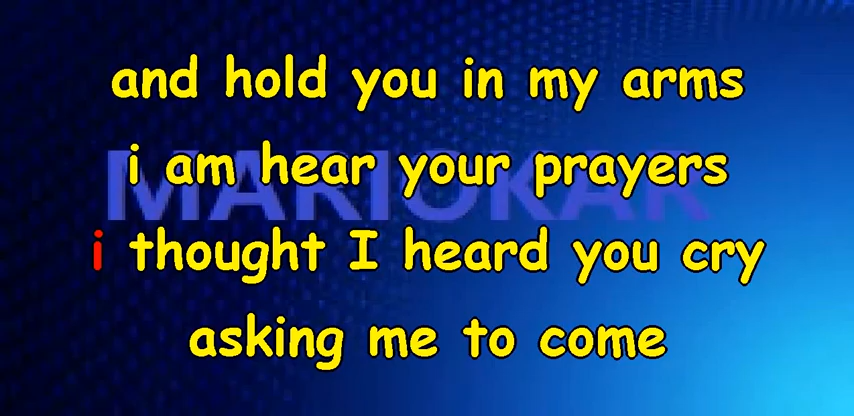 and hold you in my arms
i am hear your prayers
MARIOKAR
i thought I heard you cry
asking me to come